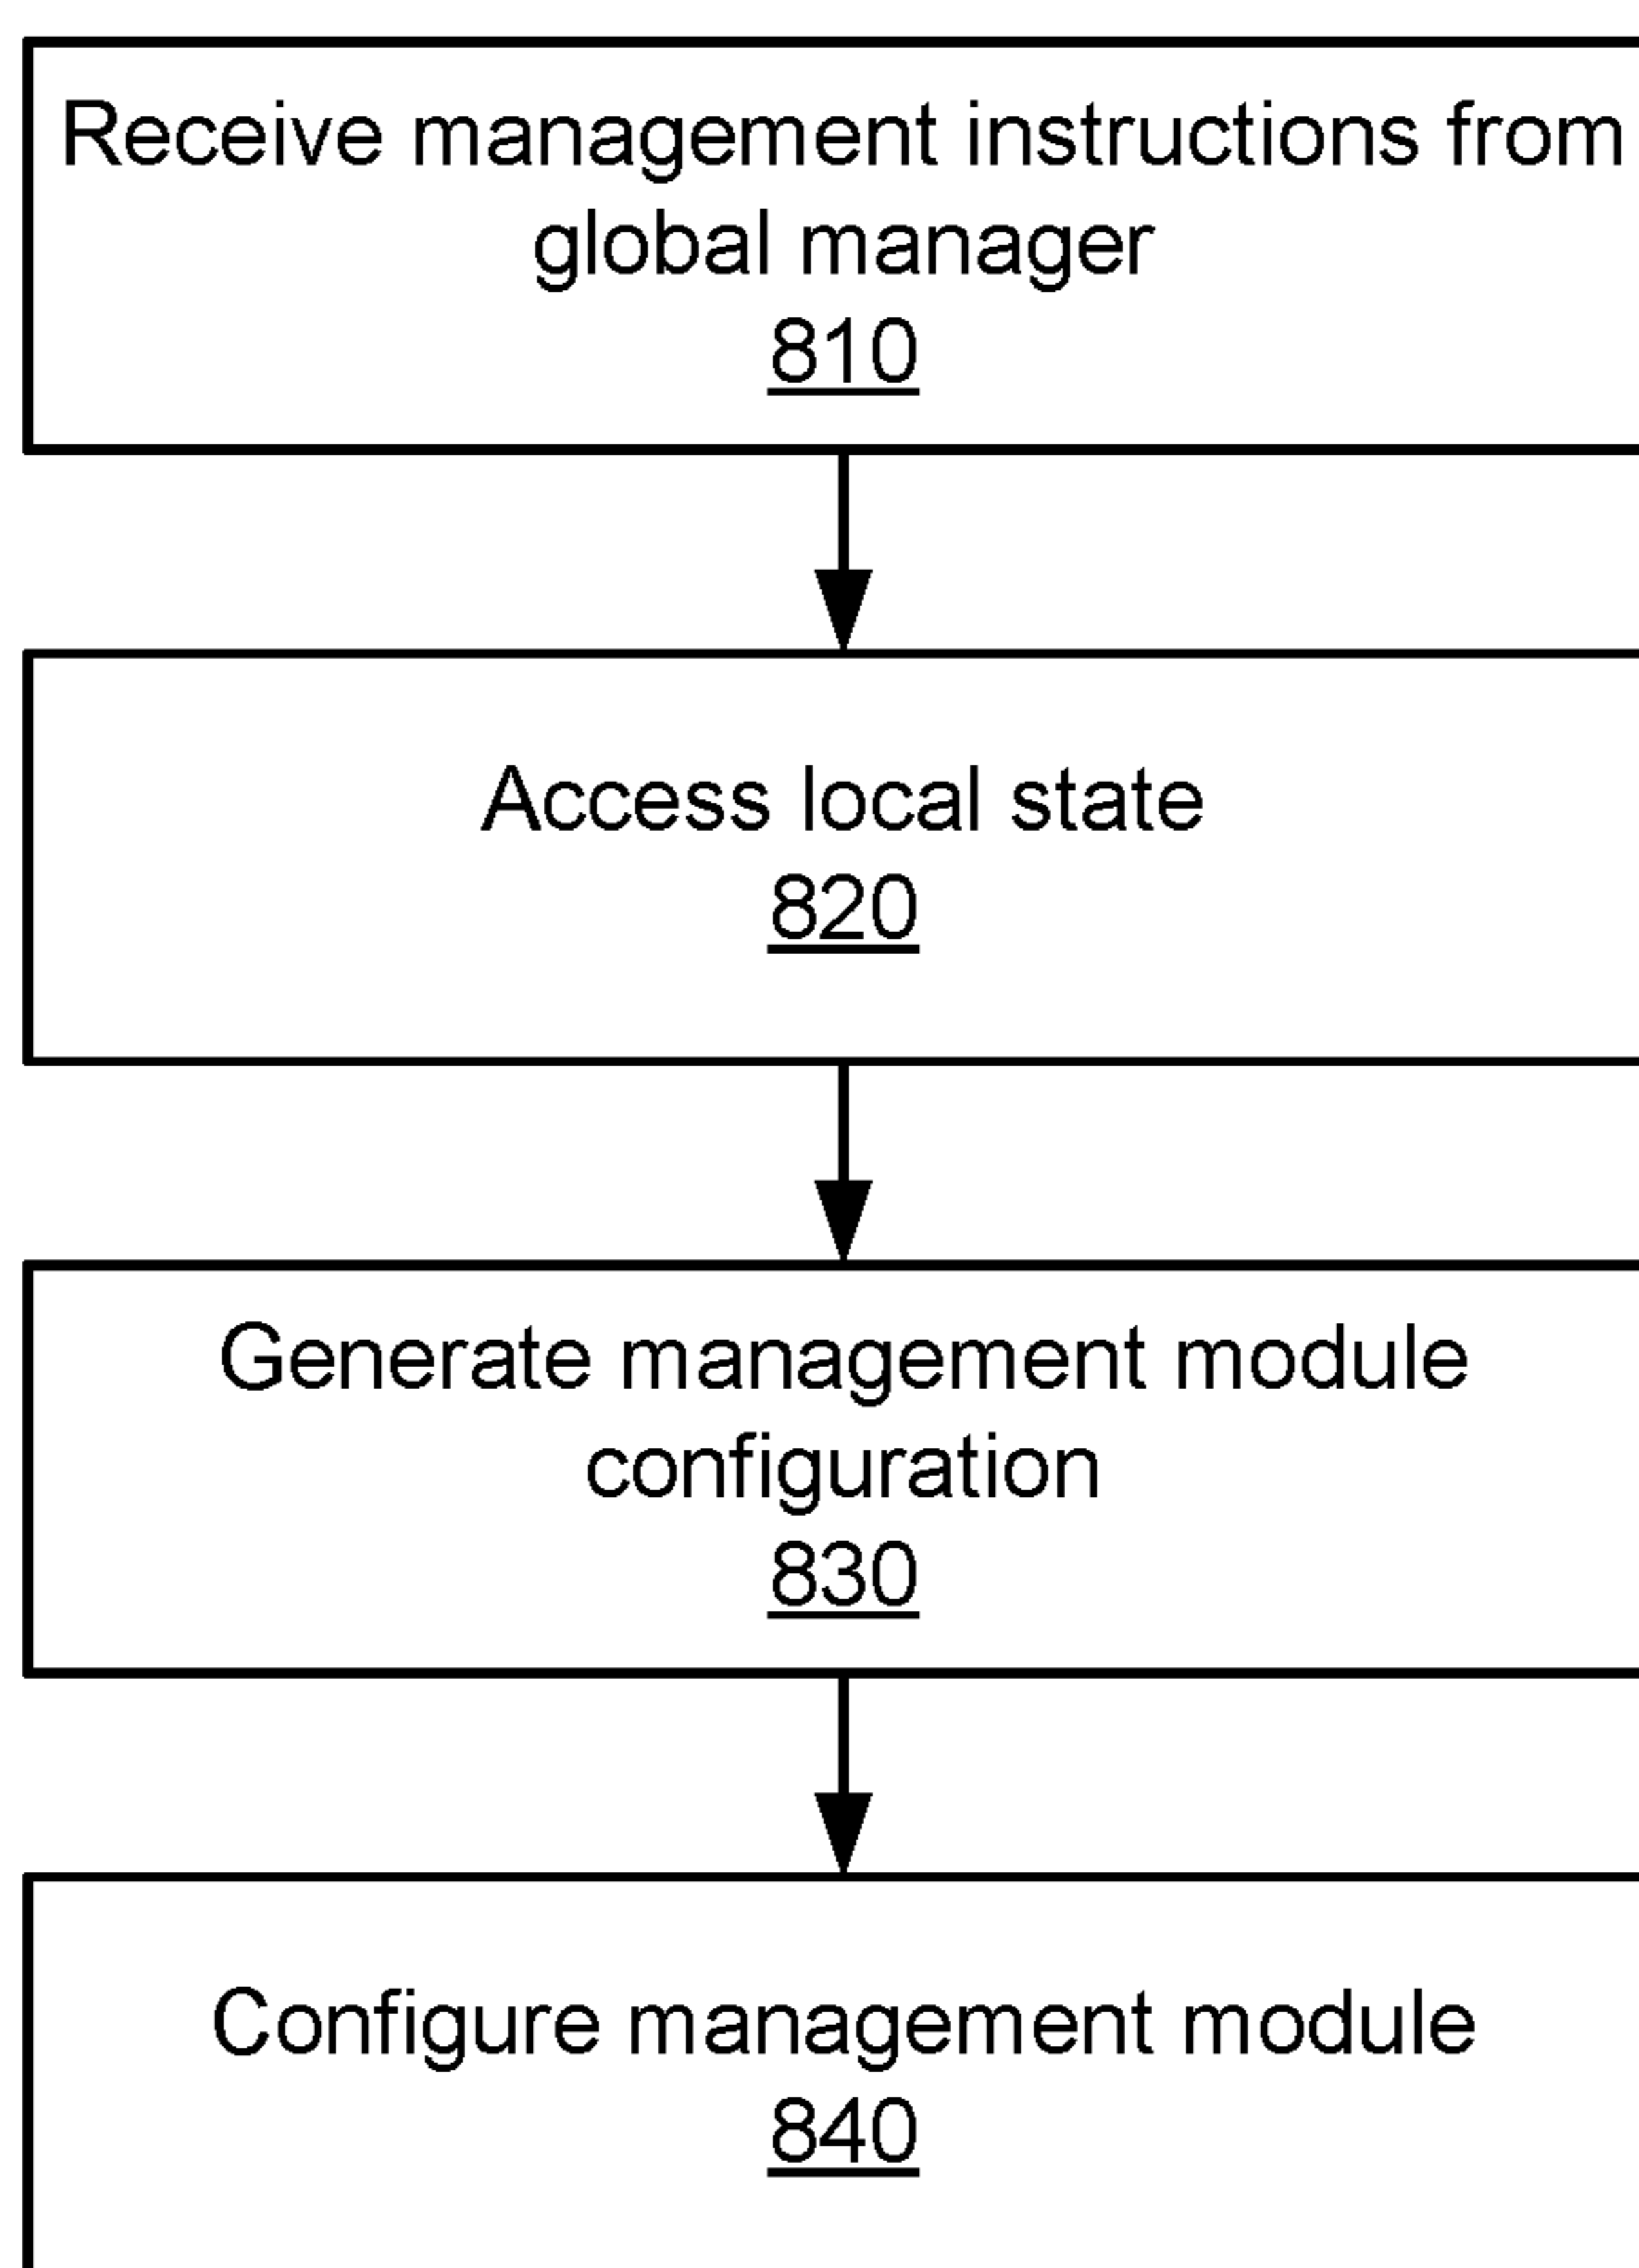 Receive management instructions from
global manager
810
Access local state
820
Generate management module
configuration
830
Configure management module
840